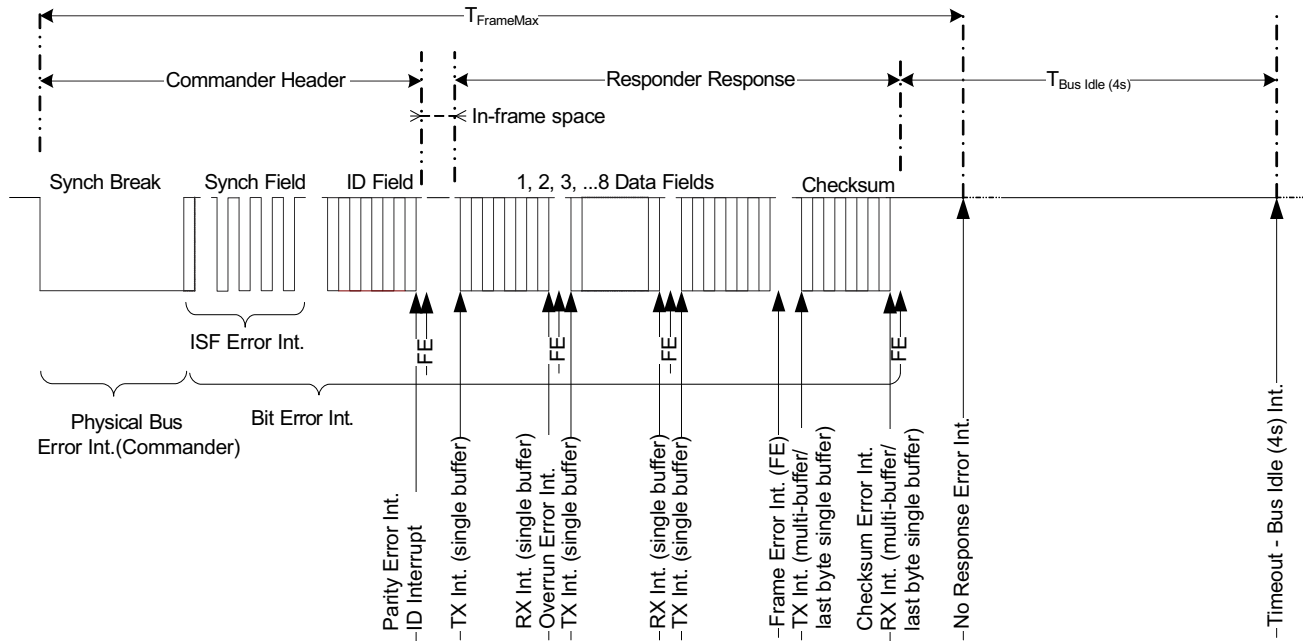 TFrameMax
Commander Header
Responder Response
TBus Idle (4s)
In-frame space
Synch Break
Synch Field
ID Field
1, 2, 3, ...8 Data Fields
Checksum
ISF Error Int.
FE
FE
FE
FE
Physical Bus
Error Int.(Commander)
Bit Error Int.
Parity Error Int.
ID Interrupt
TX Int. (single buffer)
RX Int. (single buffer)
Overrun Error Int.
TX Int. (single buffer)
RX Int. (single buffer)
TX Int. (single buffer)
Frame Error Int. (FE)
TX Int. (multi-buffer/
last byte single buffer)
Checksum Error Int.
RX Int. (multi-buffer/
last byte single buffer)
No Response Error Int.
Timeout - Bus Idle (4s) Int.